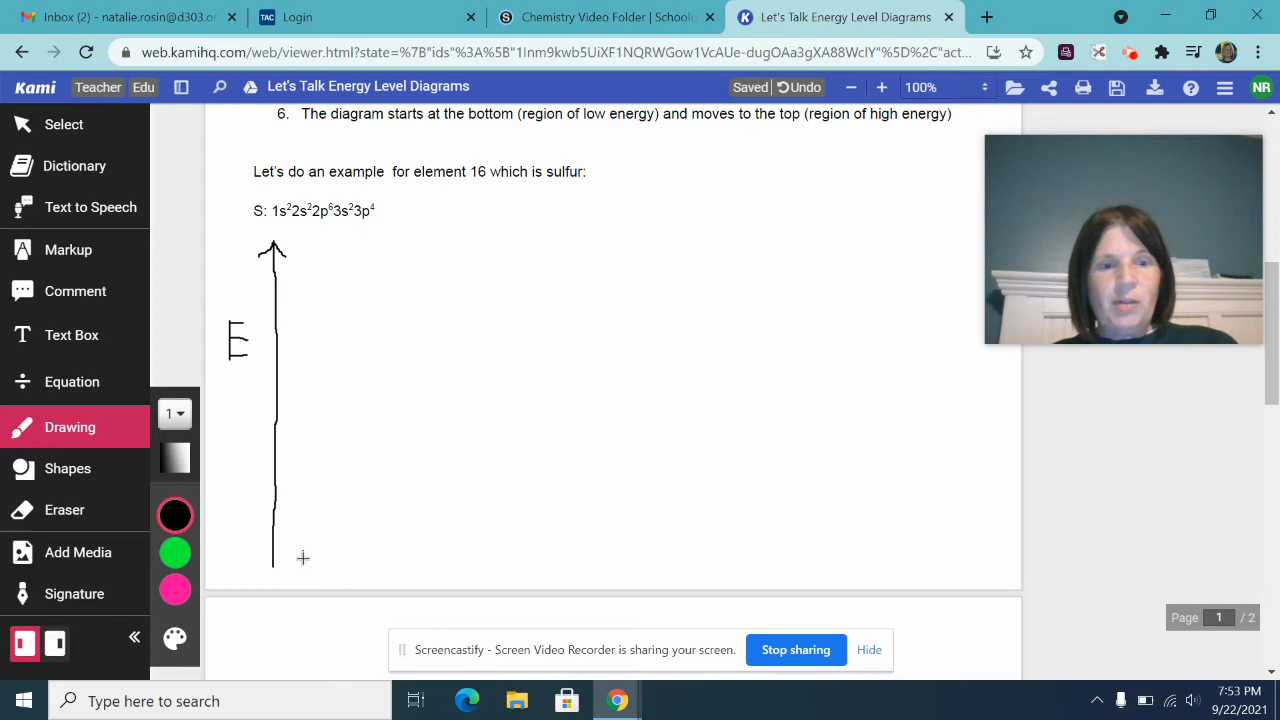 Inbox (2) - natalie.rosin@d303.or
Login
Chemistry Video Folder | Schoolo
Let's Talk Energy Level Diagrams
web.kamihq.com/web/viewer.html?state=%7B"ids"%3A%5B"1lnm9kwb5UiXF1NQRWGow1VcAUe-dugOAa3gXA88WclY"%5D%2C"act...
Kami
Teacher
Edu
Let's Talk Energy Level Diagrams
Saved
Undo
100%
NR
Select
Dictionary
Text to Speech
Markup
Comment
Text Box
Equation
Drawing
Shapes
Eraser
Add Media
Signature
1
6. The diagram starts at the bottom (region of low energy) and moves to the top (region of high energy)
Let's do an example for element 16 which is sulfur:
S: 1s²2s²2p⁶3s²3p⁴
E
Page 1 / 2
Screencastify - Screen Video Recorder is sharing your screen.
Stop sharing
Hide
Type here to search
7:53 PM
9/22/2021